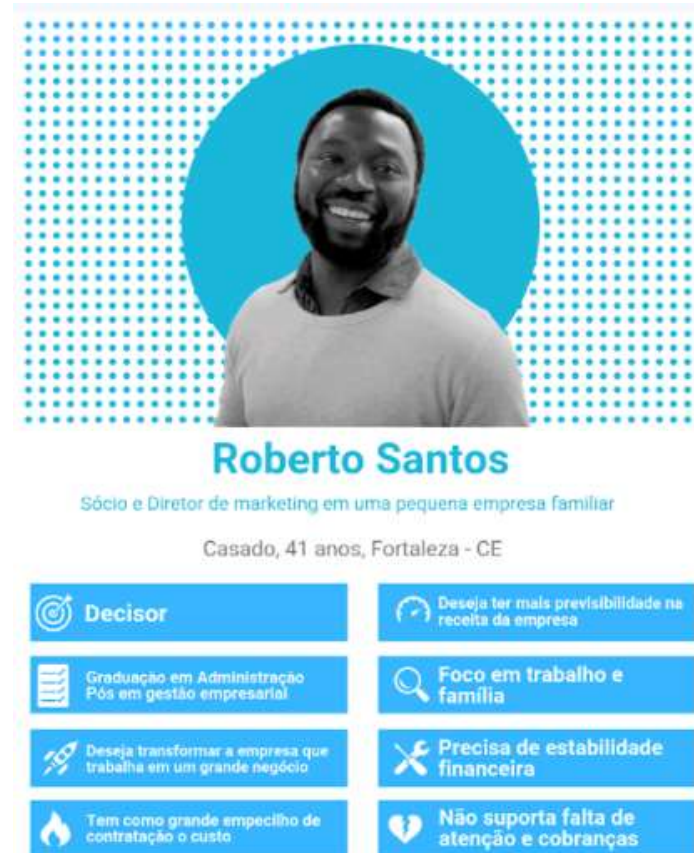 Roberto Santos
Sócio e Diretor de marketing em uma pequena empresa familiar
Casado, 41 anos, Fortaleza - CE
Decisor
Deseja ter mais previsibilidade na
receita da empresa
Graduação em Administração
Pós em gestão empresarial
Foco em trabalho e
família
Deseja transformar a empresa que
trabalha em um grande negócio
Precisa de estabilidade
financeira
Tem como grande empecilho de
contratação o custo
Não suporta falta de
atenção e cobranças